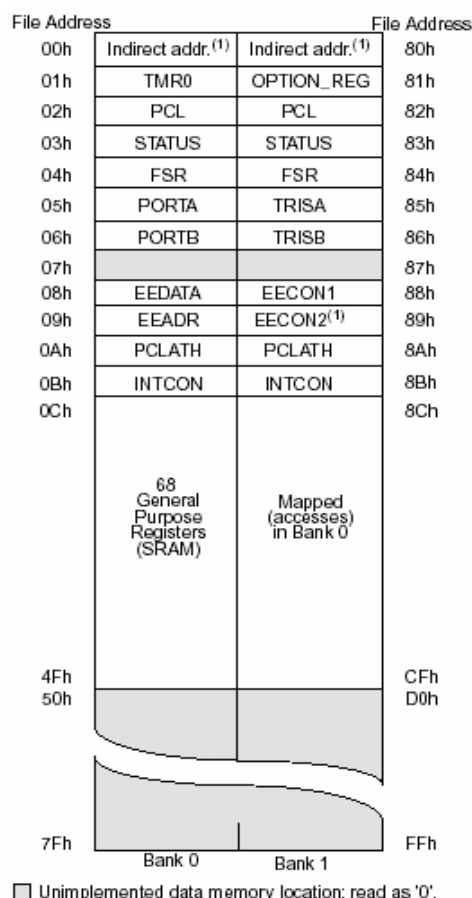 File Address File Address
00h Indirect addr.(1) Indirect addr.(1) 80h
01h TMR0 OPTION_REG 81h
02h PCL PCL 82h
03h STATUS STATUS 83h
04h FSR FSR 84h
05h PORTA TRISA 85h
06h PORTB TRISB 86h
07h 87h
08h EEDATA EECON1 88h
09h EEADR EECON2(1) 89h
0Ah PCLATH PCLATH 8Ah
0Bh INTCON INTCON 8Bh
0Ch 8Ch
68
General
Purpose
Registers
(SRAM)
Mapped
(accesses)
in Bank 0
4Fh CFh
50h D0h
7Fh FFh
Bank 0 Bank 1
Unimplemented data memory location; read as '0'.